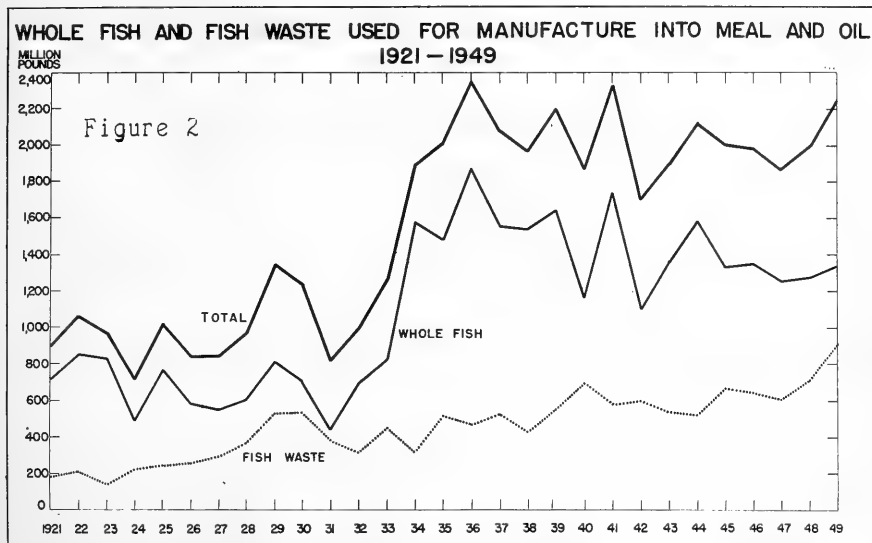 WHOLE FISH AND FISH WASTE USED FOR MANUFACTURE INTO MEAL AND OIL
1921 — 1949
MILLION
POUNDS
2,400
2,200
Figure 2
2,000
1,800
1,600
1,400
1,200
1,000
TOTAL
WHOLE FISH
800
600
400
FISH WASTE
200
0
1921 22 23 24 25 26 27 28 29 30 31 32 33 34 35 36 37 38 39 40 41 42 43 44 45 46 47 48 49